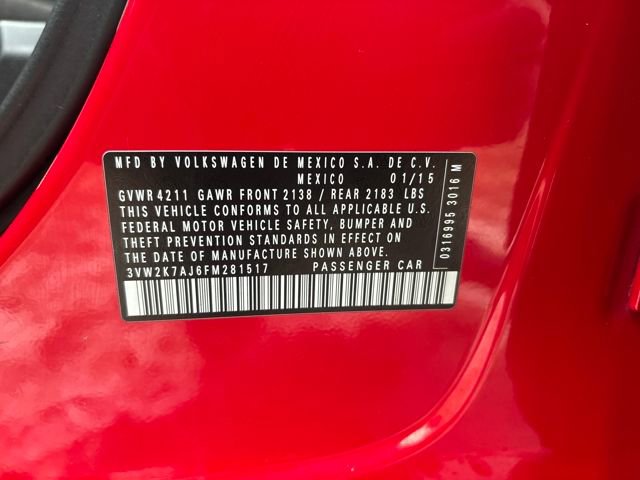 MFD BY VOLKSWAGEN DE MEXICO S.A. DE C.V.
MEXICO 01/15
GVWR 4211 GAWR FRONT 2138 / REAR 2183 LBS
THIS VEHICLE CONFORMS TO ALL APPLICABLE U.S.
FEDERAL MOTOR VEHICLE SAFETY, BUMPER AND
THEFT PREVENTION STANDARDS IN EFFECT ON
THE DATE OF MANUFACTURE SHOWN ABOVE.
3VW2K7AJ6FM281517 PASSENGER CAR
0316995 3016 M